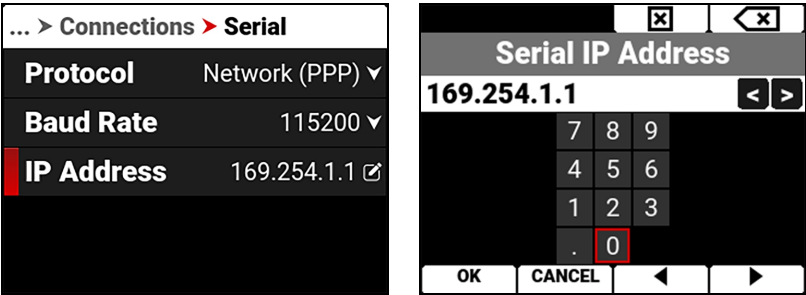 ... > Connections > Serial
Protocol Network (PPP)
Baud Rate 115200
IP Address 169.254.1.1
Serial IP Address
169.254.1.1 < >
7 8 9
4 5 6
1 2 3
. 0
OK CANCEL